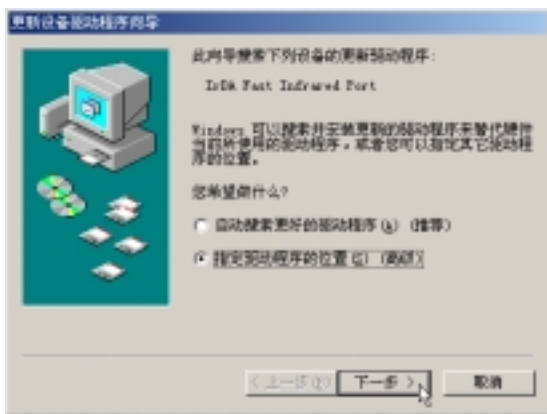 更新设备驱动程序向导
此向导搜索下列设备的更新驱动程序:
IrDA Fast Infrared Port
Windows 可以搜索并安装更新的驱动程序来替代硬件
当前所使用的驱动程序，或者您可以指定其它驱动程
序的位置。
您希望做什么?
自动搜索更好的驱动程序(A) (推荐)
指定驱动程序的位置(L) (高级)
< 上一步(P) 下一步 > 取消